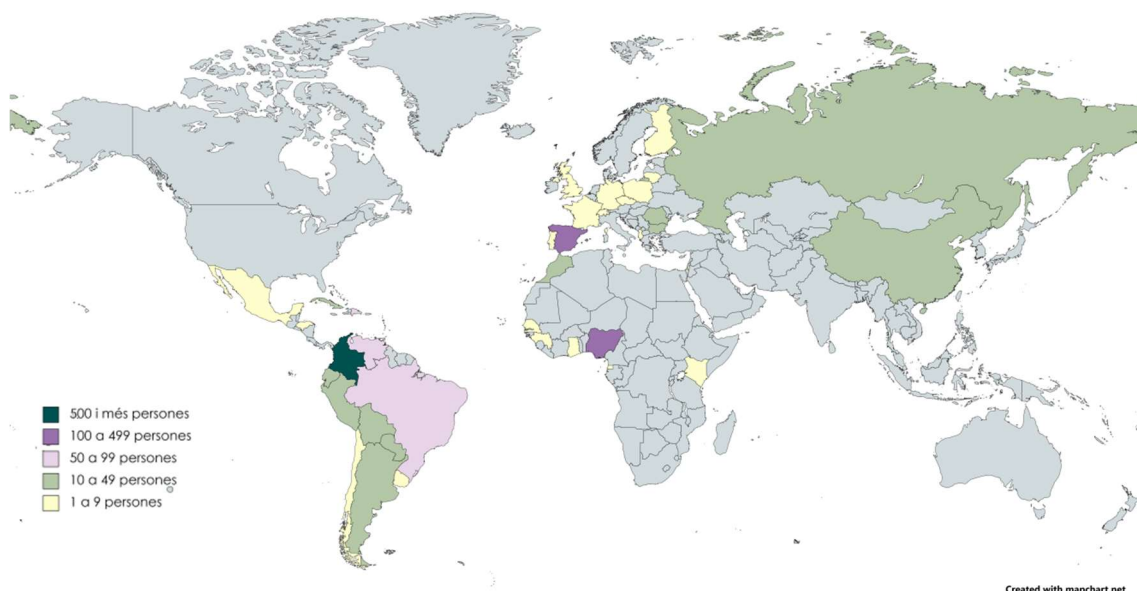 500 i més persones
100 a 499 persones
50 a 99 persones
10 a 49 persones
1 a 9 persones
Created with mapchart.net